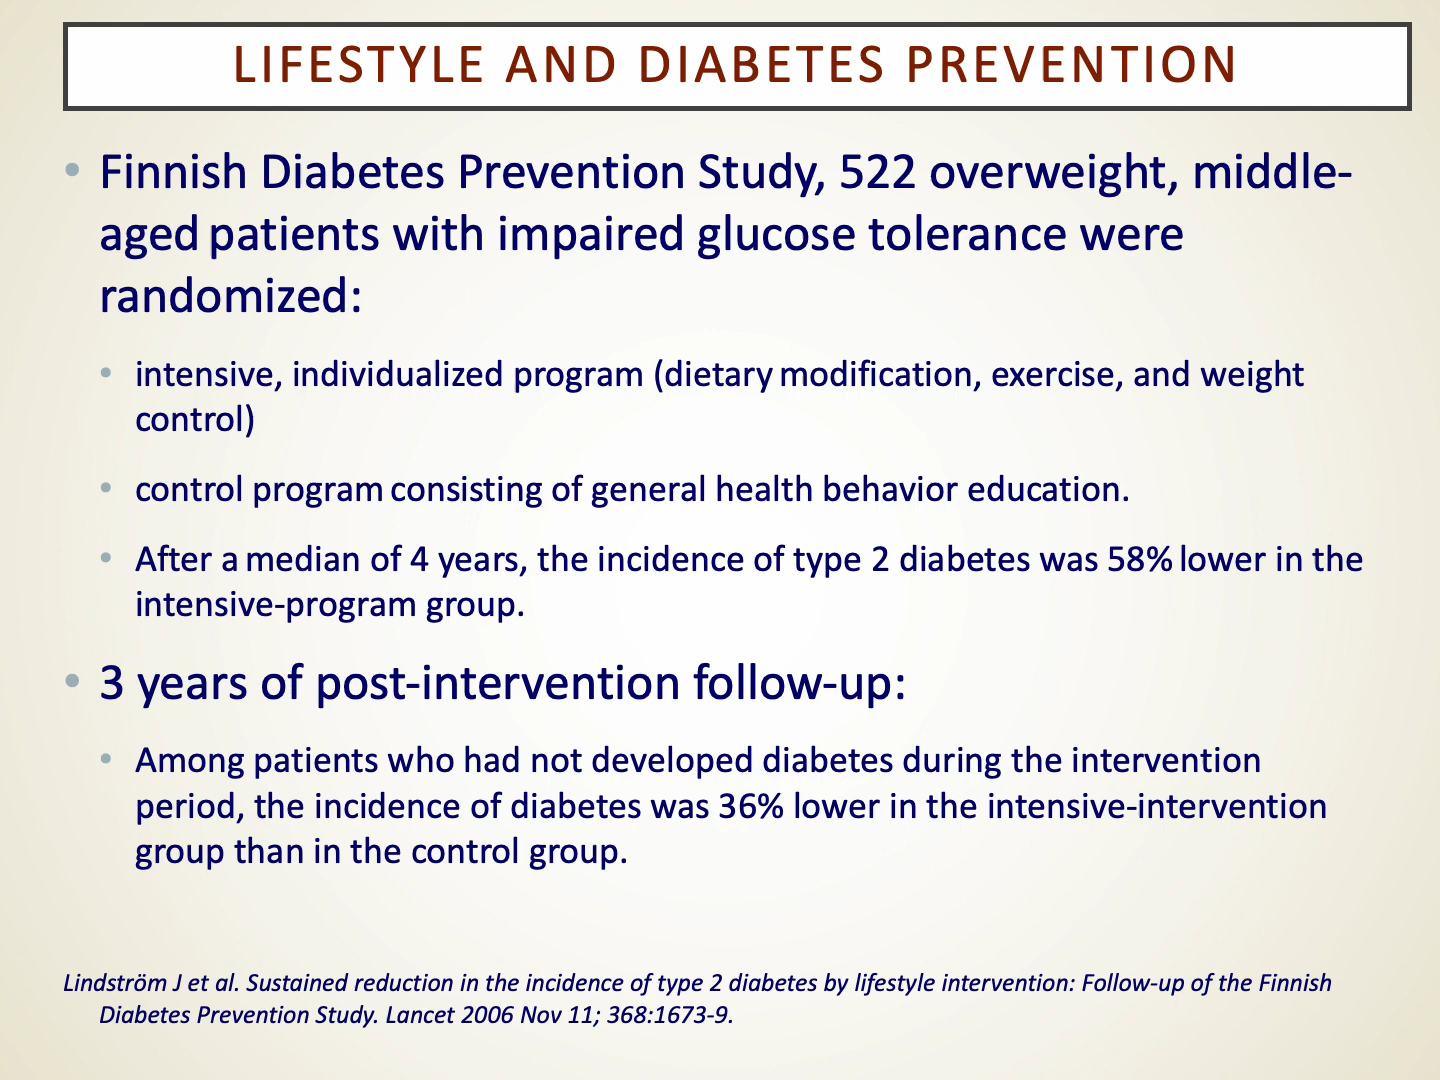 LIFESTYLE AND DIABETES PREVENTION
• Finnish Diabetes Prevention Study, 522 overweight, middle-
aged patients with impaired glucose tolerance were
randomized:
• intensive, individualized program (dietary modification, exercise, and weight
control)
• control program consisting of general health behavior education.
• After a median of 4 years, the incidence of type 2 diabetes was 58% lower in the
intensive-program group.
• 3 years of post-intervention follow-up:
• Among patients who had not developed diabetes during the intervention
period, the incidence of diabetes was 36% lower in the intensive-intervention
group than in the control group.
Lindström J et al. Sustained reduction in the incidence of type 2 diabetes by lifestyle intervention: Follow-up of the Finnish
Diabetes Prevention Study. Lancet 2006 Nov 11; 368:1673-9.